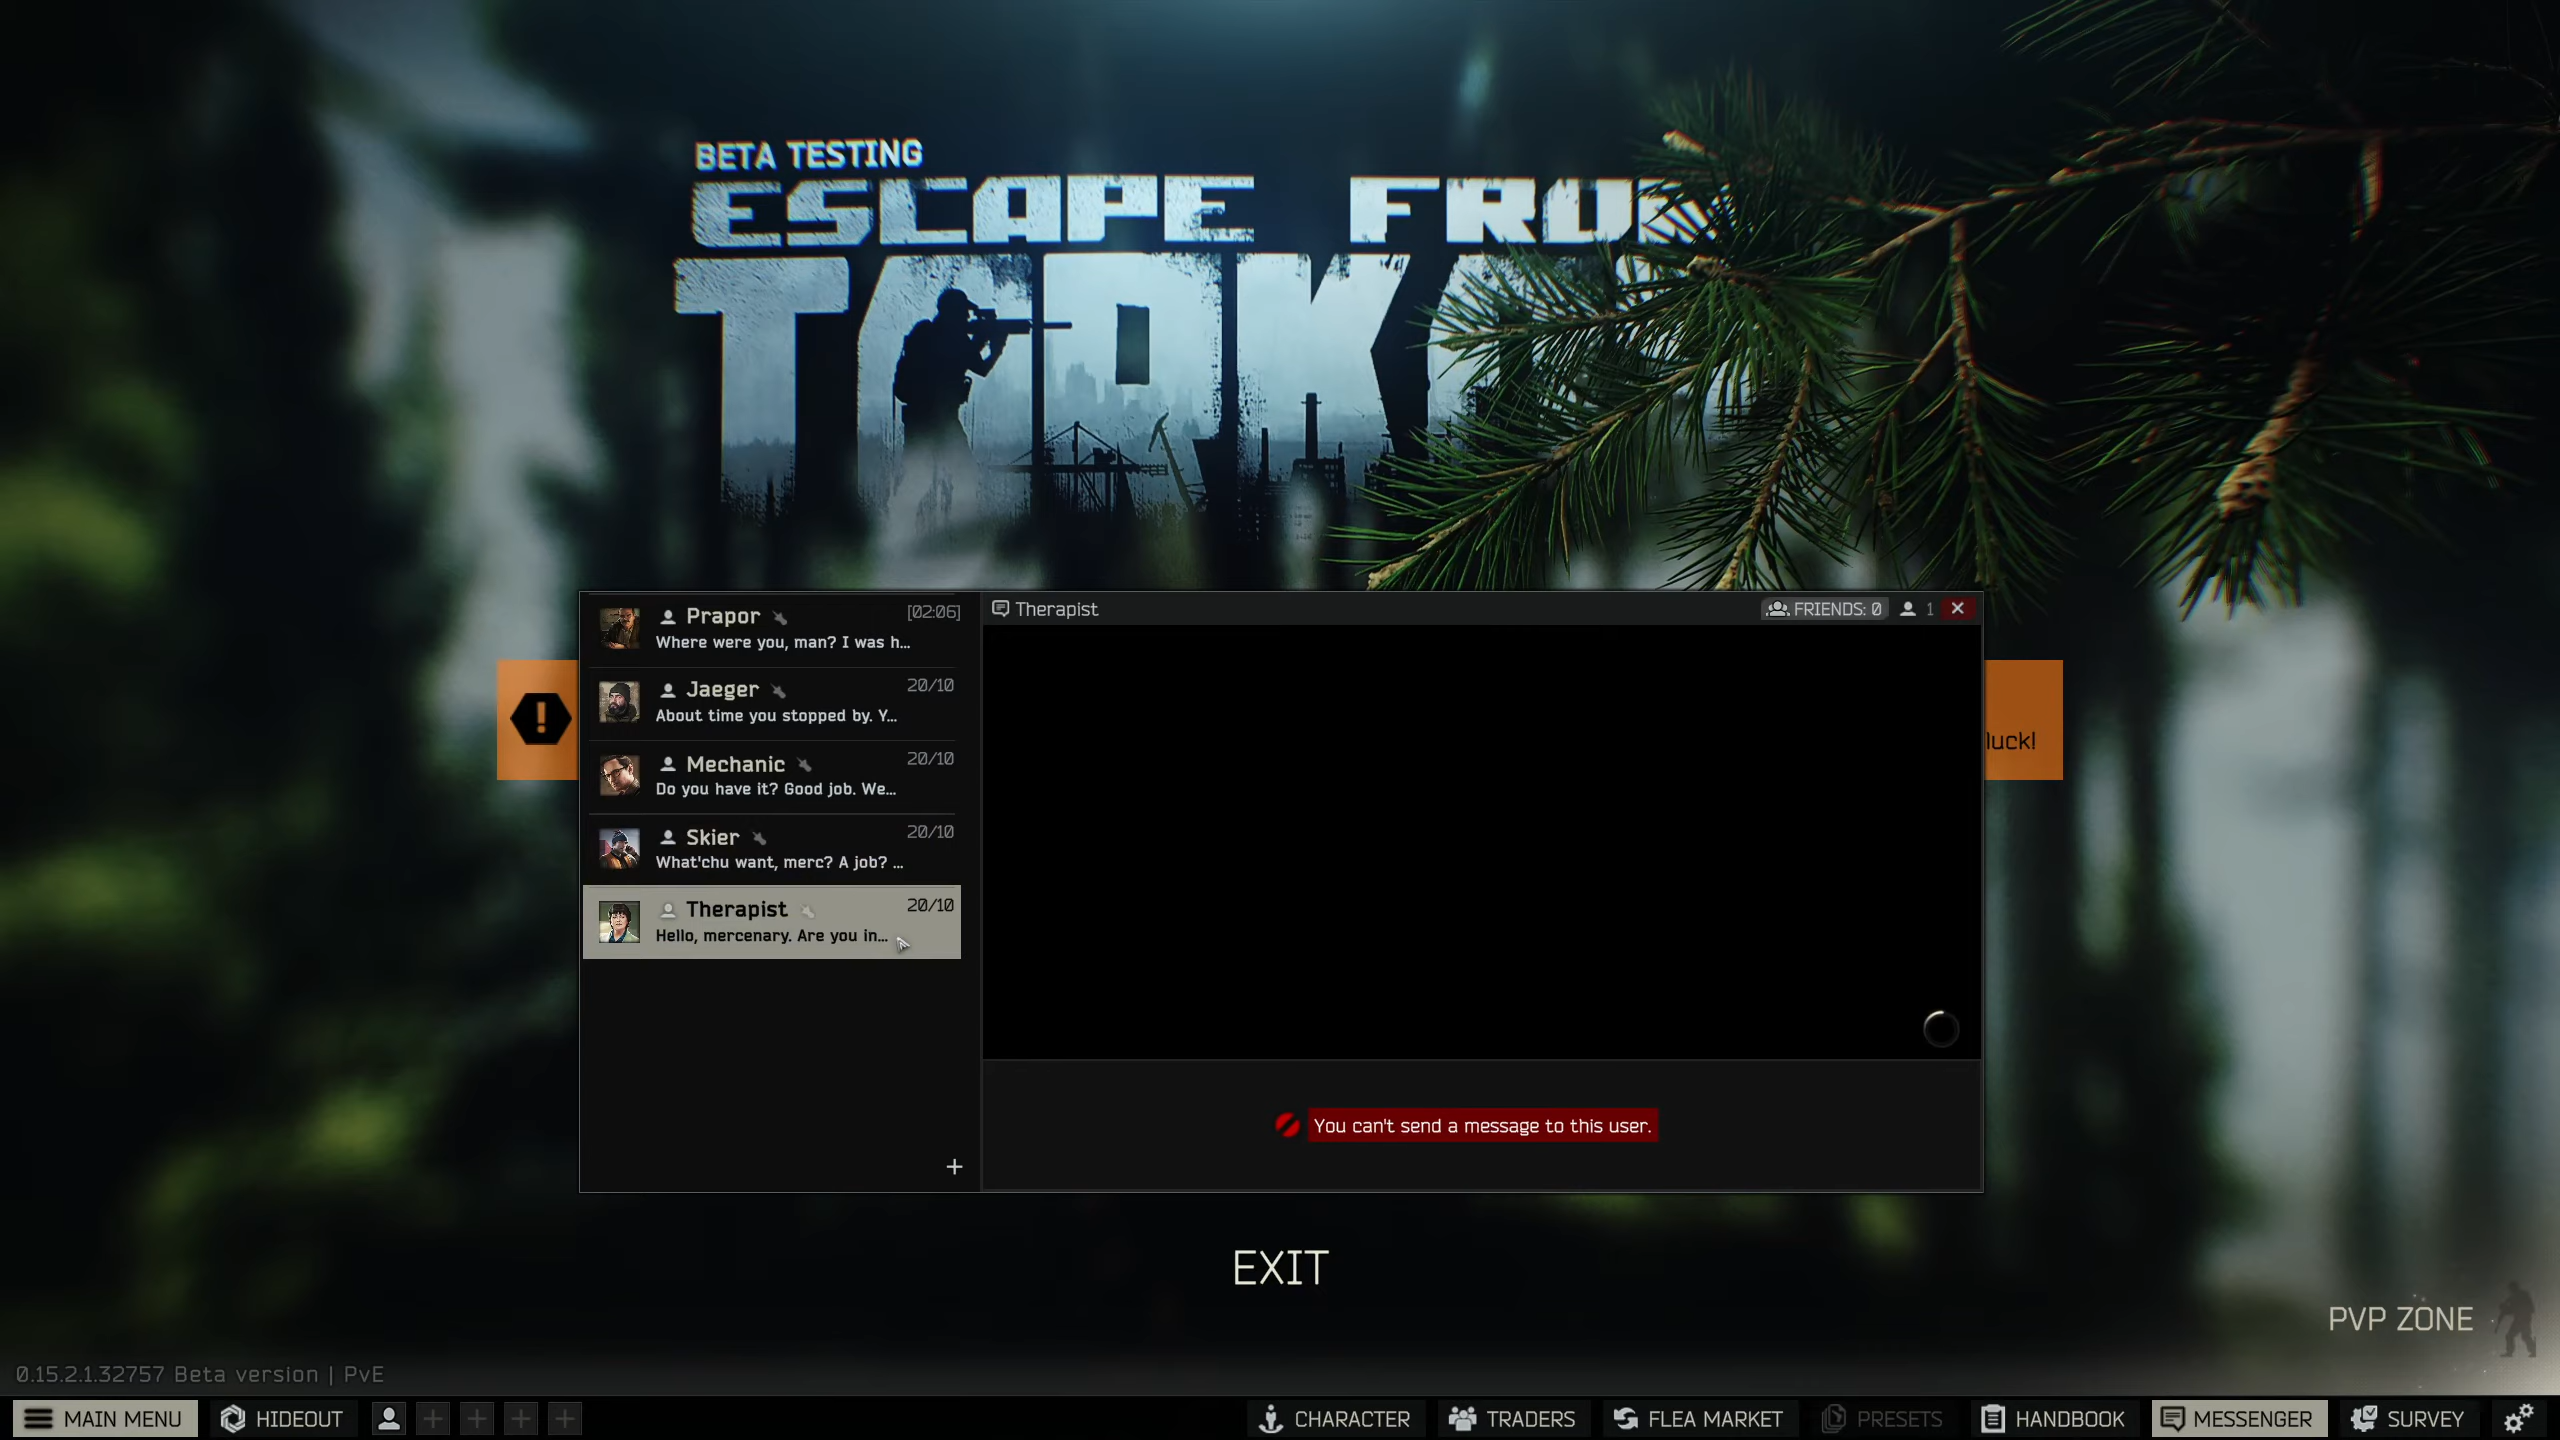 BETA TESTING
ESCAPE FROM
TARKOV
Prapor
[02:06]
Where were you, man? I was h...
Jaeger
20/10
About time you stopped by. Y...
Mechanic
20/10
Do you have it? Good job. We...
Skier
20/10
What'chu want, merc? A job? ...
Therapist
20/10
Hello, mercenary. Are you in...
+
Therapist
FRIENDS: 0
1
!
luck!
You can't send a message to this user.
EXIT
PVP ZONE
0.15.2.1.32757 Beta version | PvE
MAIN MENU
HIDEOUT
CHARACTER
TRADERS
FLEA MARKET
PRESETS
HANDBOOK
MESSENGER
SURVEY